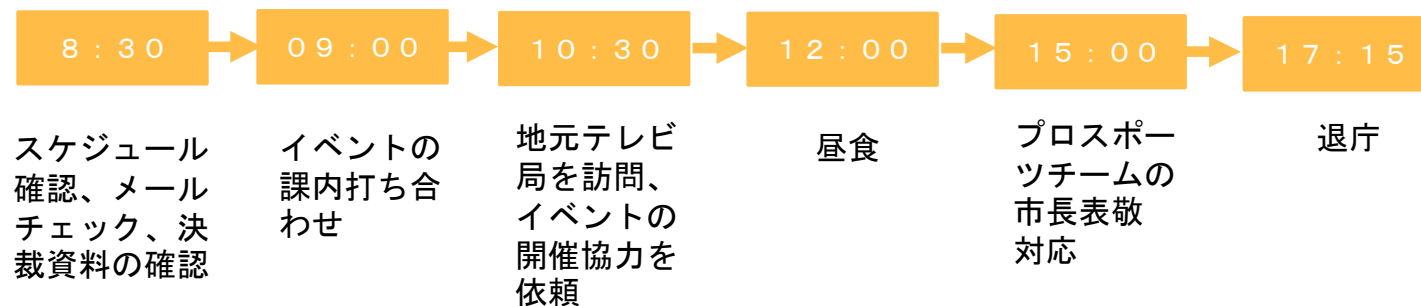 ８：３０
０９：００
１０：３０
１２：００
１５：００
１７：１５
スケジュール
確認、メール
チェック、決
裁資料の確認
イベントの
課内打ち合
わせ
地元テレビ
局を訪問、
イベントの
開催協力を
依頼
昼食
プロスポー
ツチームの
市長表敬
対応
退庁